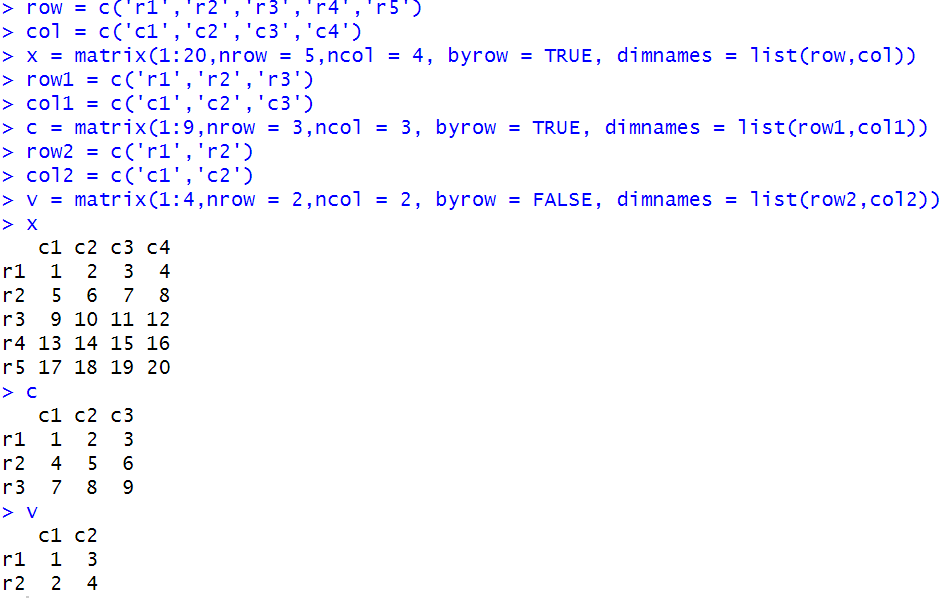 > row = c('r1','r2','r3','r4','r5')
> col = c('c1','c2','c3','c4')
> x = matrix(1:20,nrow = 5,ncol = 4, byrow = TRUE, dimnames = list(row,col))
> row1 = c('r1','r2','r3')
> col1 = c('c1','c2','c3')
> c = matrix(1:9,nrow = 3,ncol = 3, byrow = TRUE, dimnames = list(row1,col1))
> row2 = c('r1','r2')
> col2 = c('c1','c2')
> v = matrix(1:4,nrow = 2,ncol = 2, byrow = FALSE, dimnames = list(row2,col2))
> x
   c1 c2 c3 c4
r1  1  2  3  4
r2  5  6  7  8
r3  9 10 11 12
r4 13 14 15 16
r5 17 18 19 20
> c
   c1 c2 c3
r1  1  2  3
r2  4  5  6
r3  7  8  9
> v
   c1 c2
r1  1  3
r2  2  4